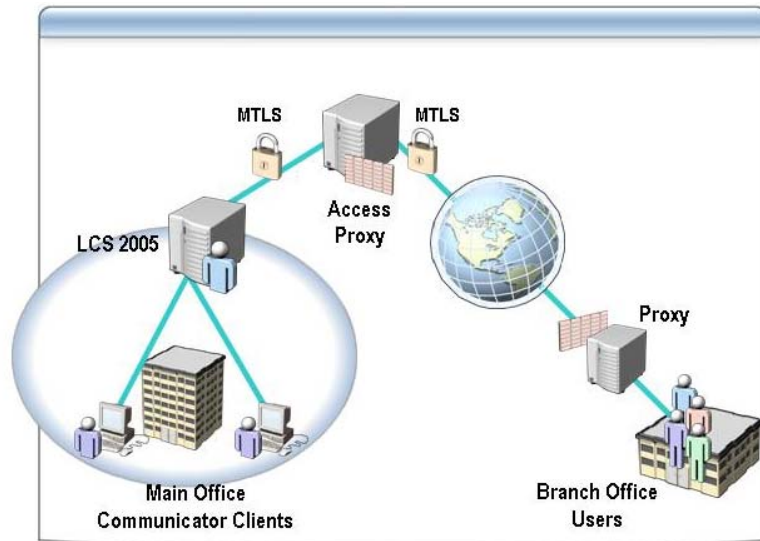 MTLS
MTLS
Access
Proxy
LCS 2005
Proxy
Main Office
Communicator Clients
Branch Office
Users